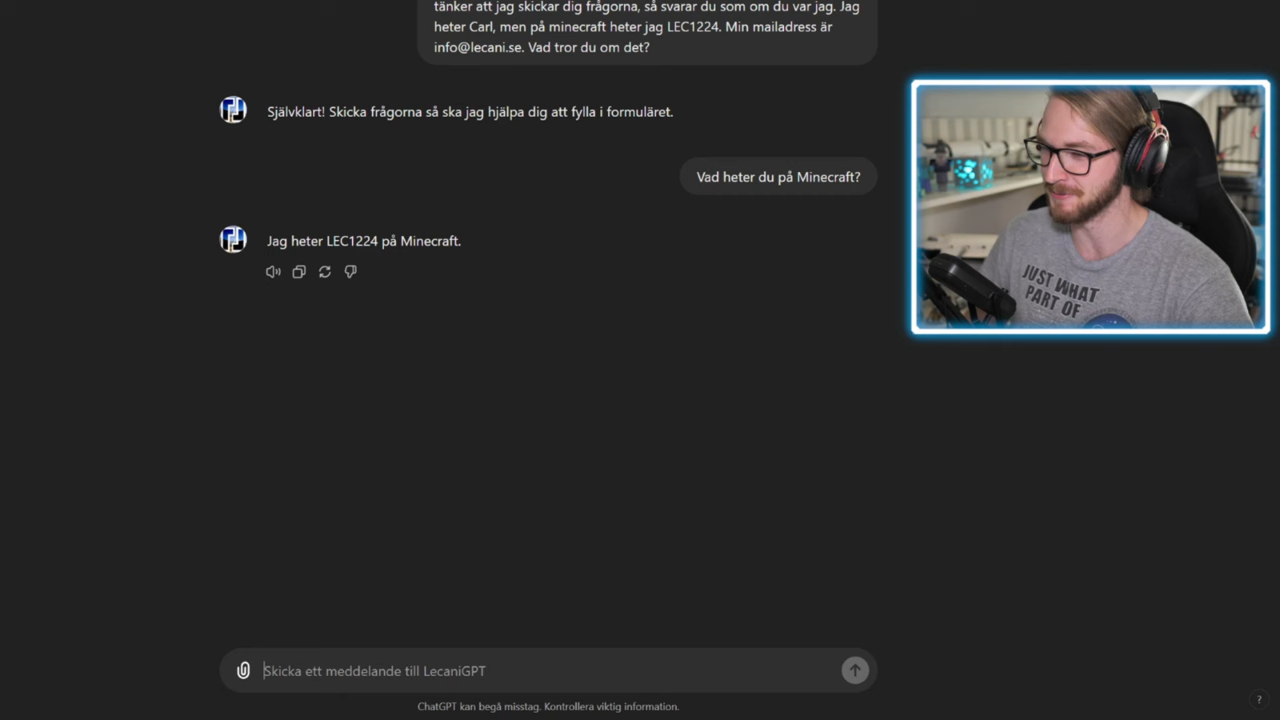 tänker att jag skickar dig frågorna, så svarar du som om du var jag. Jag
heter Carl, men på minecraft heter jag LEC1224. Min mailadress är
info@lecani.se. Vad tror du om det?
Självklart! Skicka frågorna så ska jag hjälpa dig att fylla i formuläret.
Vad heter du på Minecraft?
Jag heter LEC1224 på Minecraft.
JUST WHAT
PART OF
Skicka ett meddelande till LecaniGPT
ChatGPT kan begå misstag. Kontrollera viktig information.
?